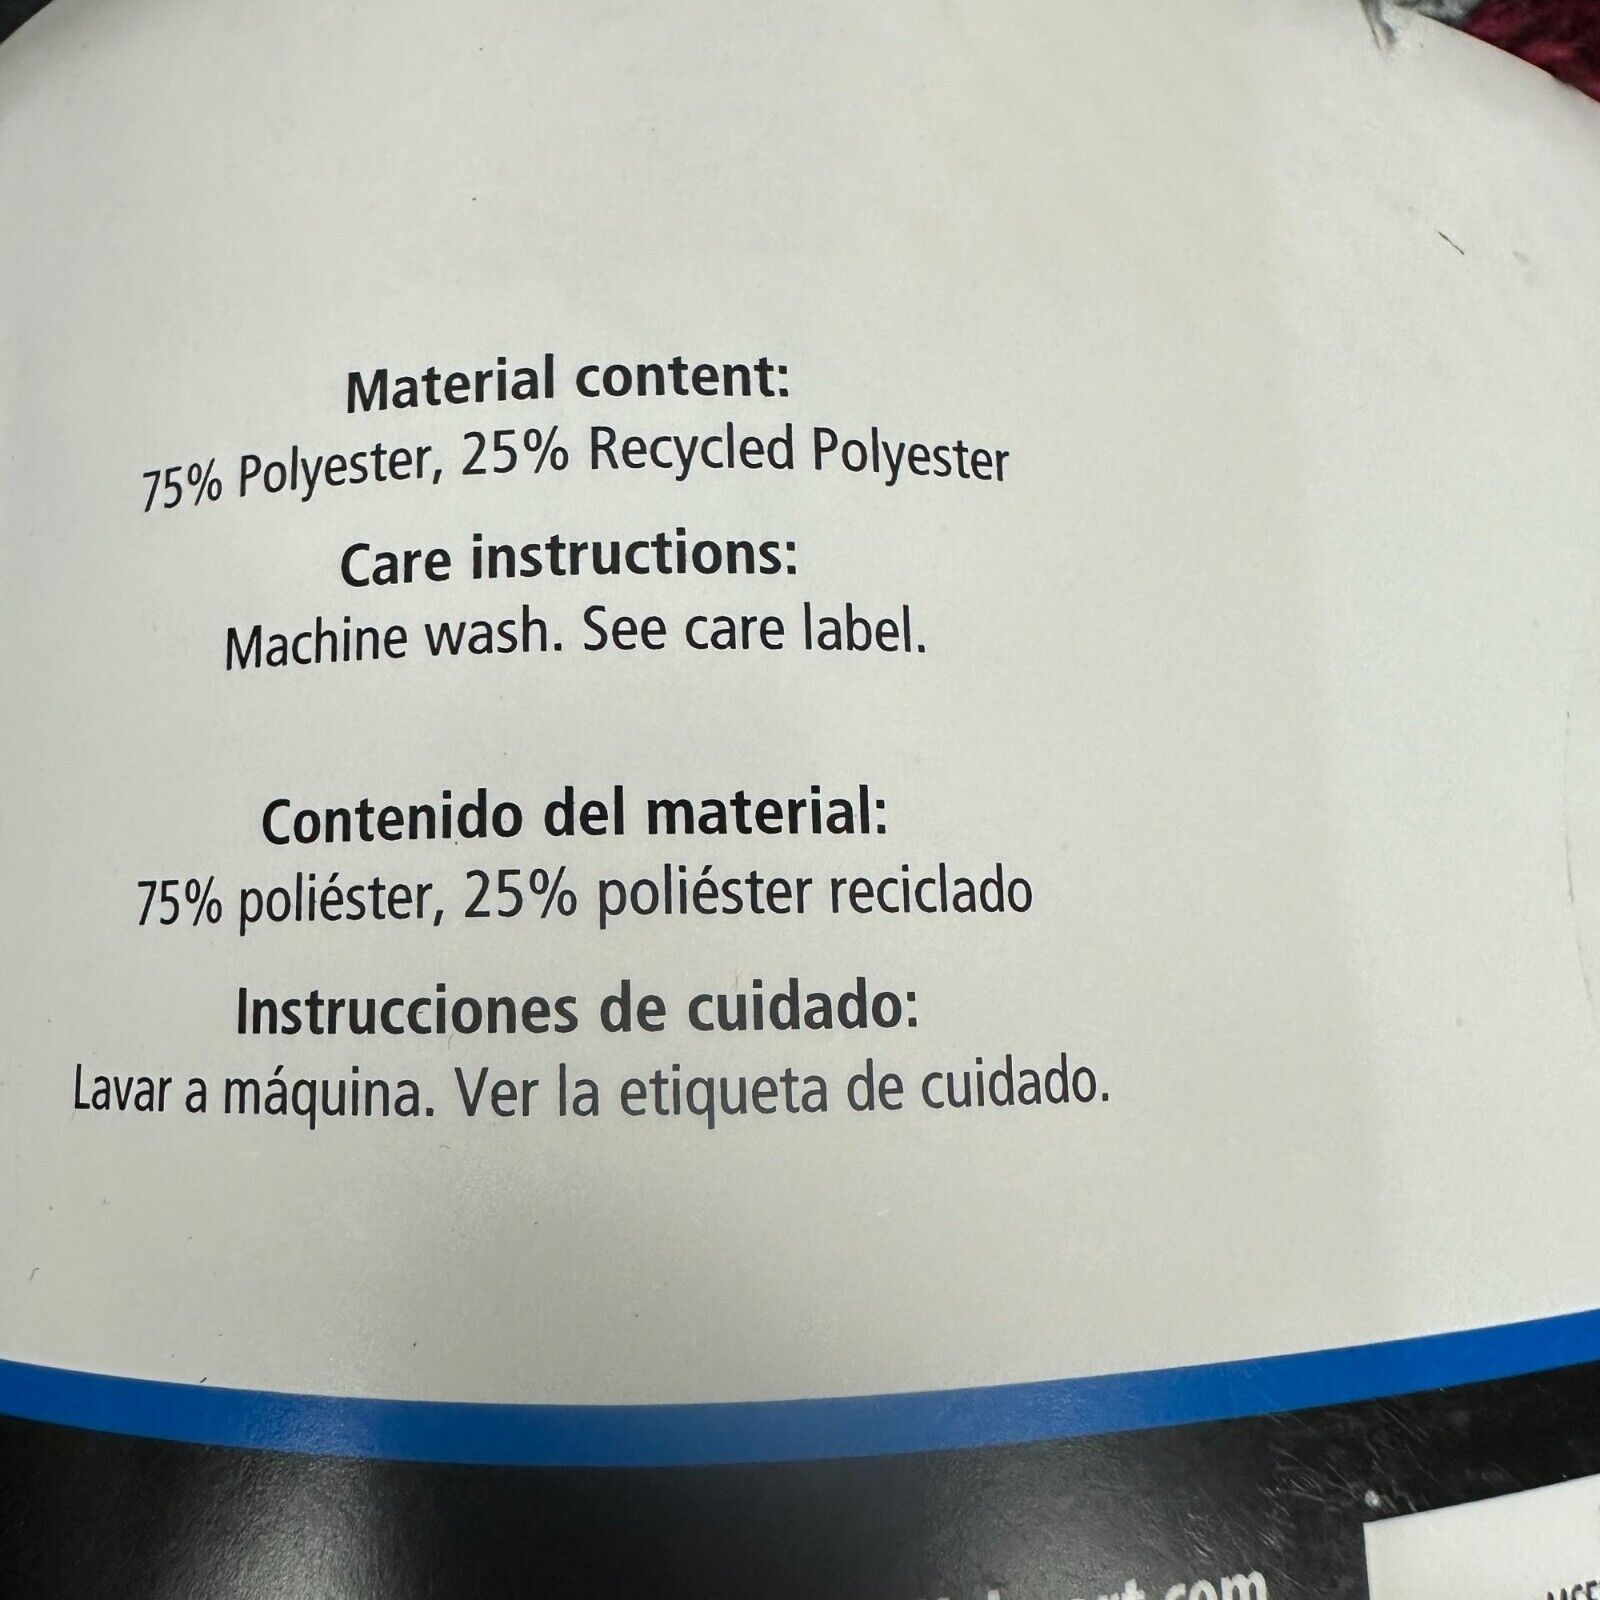 Material content:
75% Polyester, 25% Recycled Polyester
Care instructions:
Machine wash. See care label.
Contenido del material:
75% poliéster, 25% poliéster reciclado
Instrucciones de cuidado:
Lavar a máquina. Ver la etiqueta de cuidado.